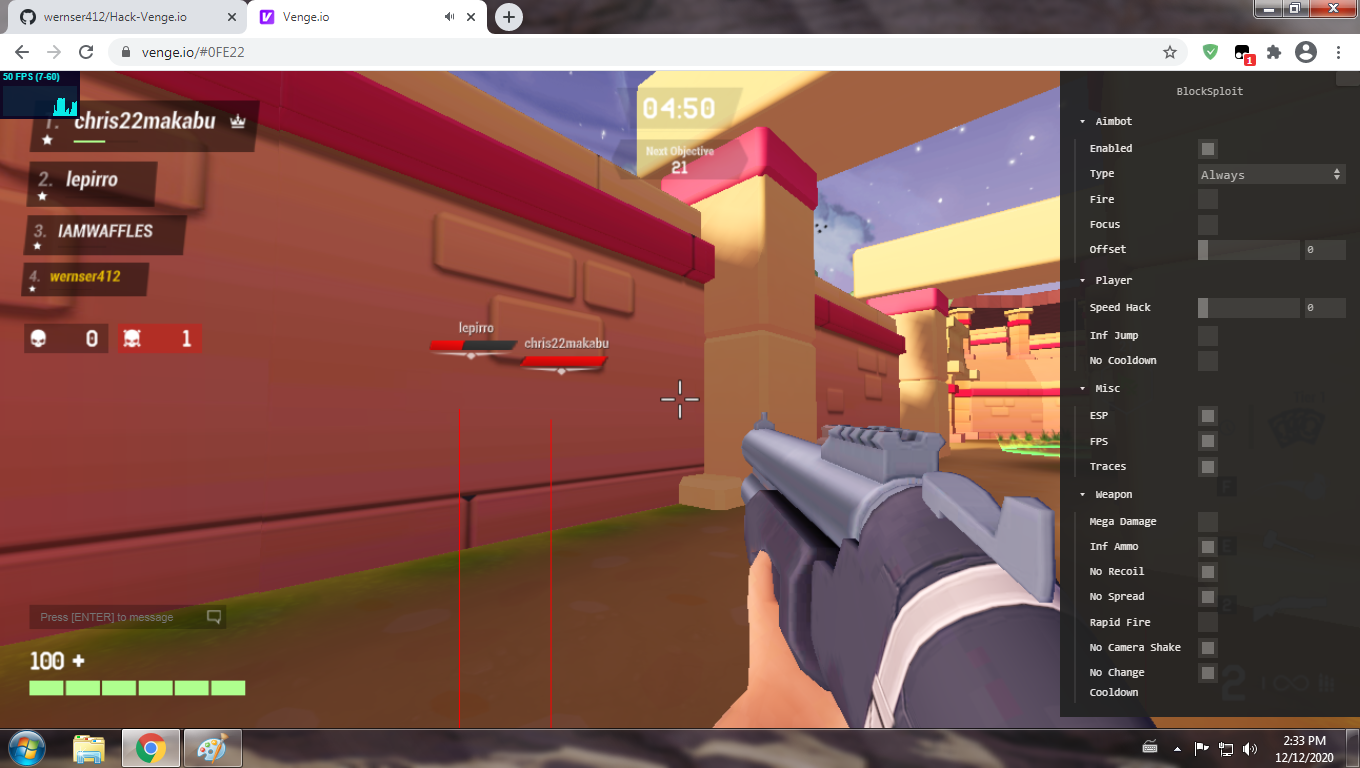 wernser412/Hack-Venge.io
Venge.io
venge.io/#0FE22
1
50 FPS (7-60)
1. chris22makabu
2. lepirro
3. IAMWAFFLES
4. wernser412
0 1
04:50
Next Objective
21
lepirro
chris22makabu
Press [ENTER] to message
100 +
BlockSploit
Aimbot
Enabled
Type Always
Fire
Focus
Offset 0
Player
Speed Hack 0
Inf Jump
No Cooldown
Misc
ESP
FPS
Traces
F
Weapon
Mega Damage
Inf Ammo E
No Recoil
No Spread 2
Rapid Fire
No Camera Shake
No Change
Cooldown
2
2:33 PM
12/12/2020